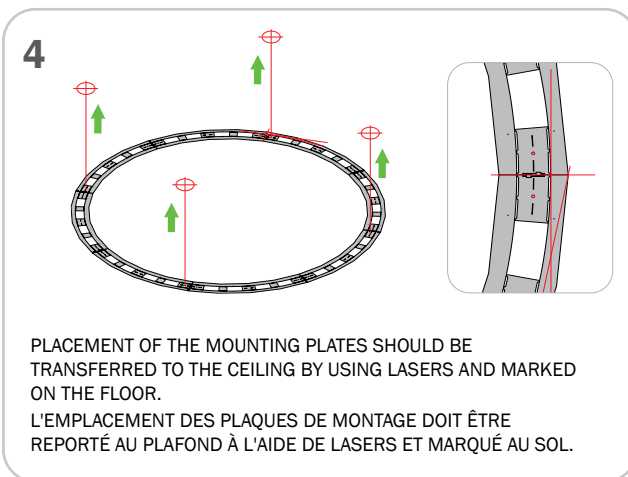 4
PLACEMENT OF THE MOUNTING PLATES SHOULD BE
TRANSFERRED TO THE CEILING BY USING LASERS AND MARKED
ON THE FLOOR.
L'EMPLACEMENT DES PLAQUES DE MONTAGE DOIT ÊTRE
REPORTÉ AU PLAFOND À L'AIDE DE LASERS ET MARQUÉ AU SOL.